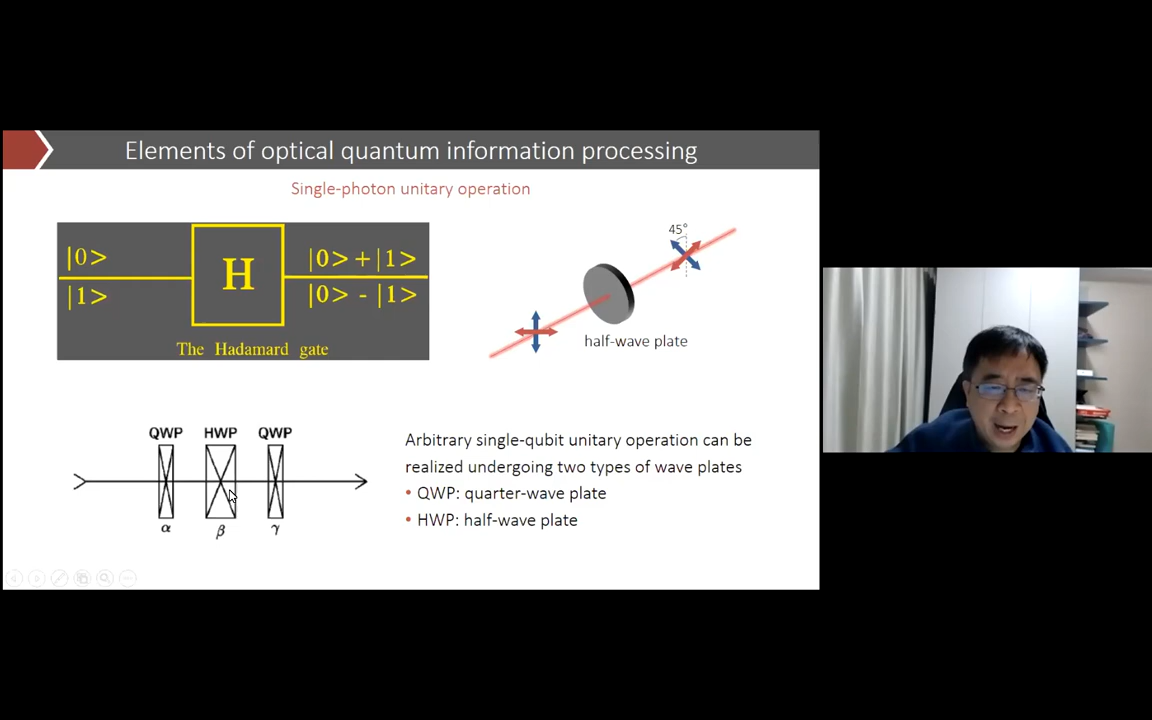 Elements of optical quantum information processing
Single-photon unitary operation
|0>
|1>
H
|0> + |1>
|0> - |1>
The Hadamard gate
45°
half-wave plate
QWP HWP QWP
α β γ
Arbitrary single-qubit unitary operation can be
realized undergoing two types of wave plates
• QWP: quarter-wave plate
• HWP: half-wave plate